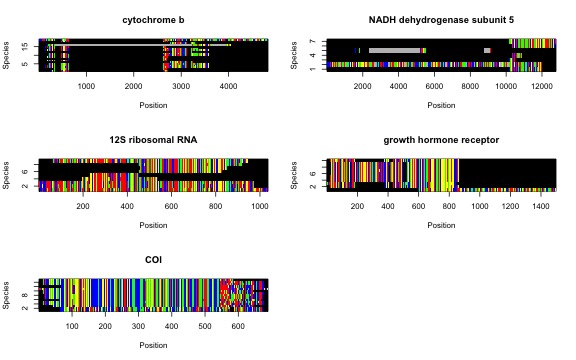 cytochrome b
Species
15
5
1000
2000
3000
4000
Position
NADH dehydrogenase subunit 5
Species
7
4
1
2000
4000
6000
8000
10000
12000
Position
12S ribosomal RNA
Species
6
2
200
400
600
800
1000
Position
growth hormone receptor
Species
6
2
200
400
600
800
1000
1200
1400
Position
COI
Species
8
2
100
200
300
400
500
600
Position